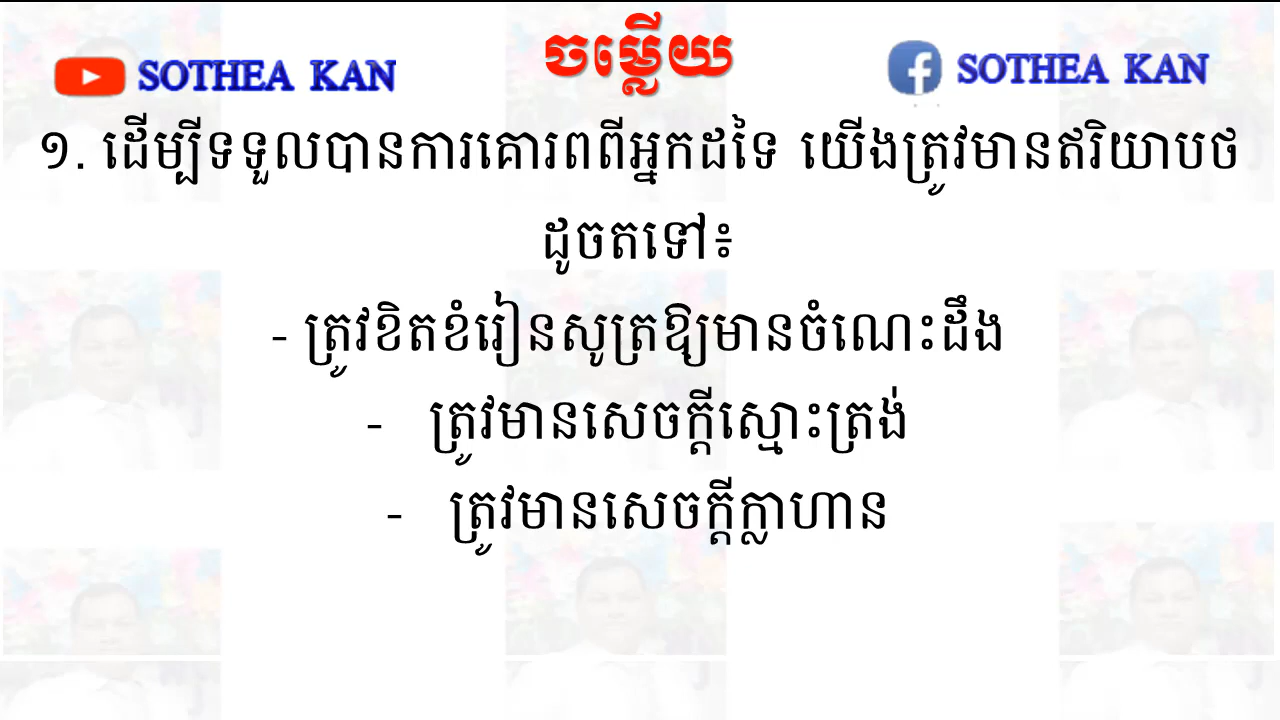 ចម្លើយ
SOTHEA KAN
SOTHEA KAN
១. ដើម្បីទទួលបានការគោរពពីអ្នកដទៃ យើងត្រូវមានឥរិយាបថ
ដូចតទៅ៖
- ត្រូវខិតខំរៀនសូត្រឱ្យមានចំណេះដឹង
- ត្រូវមានសេចក្តីស្មោះត្រង់
- ត្រូវមានសេចក្តីក្លាហាន